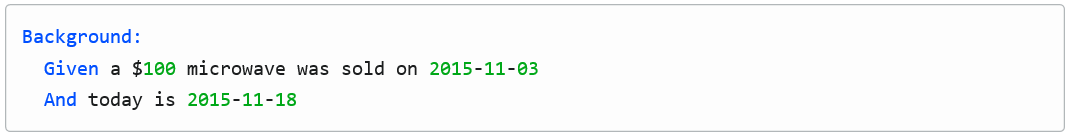 Background:
Given a $100 microwave was sold on 2015-11-03
And today is 2015-11-18